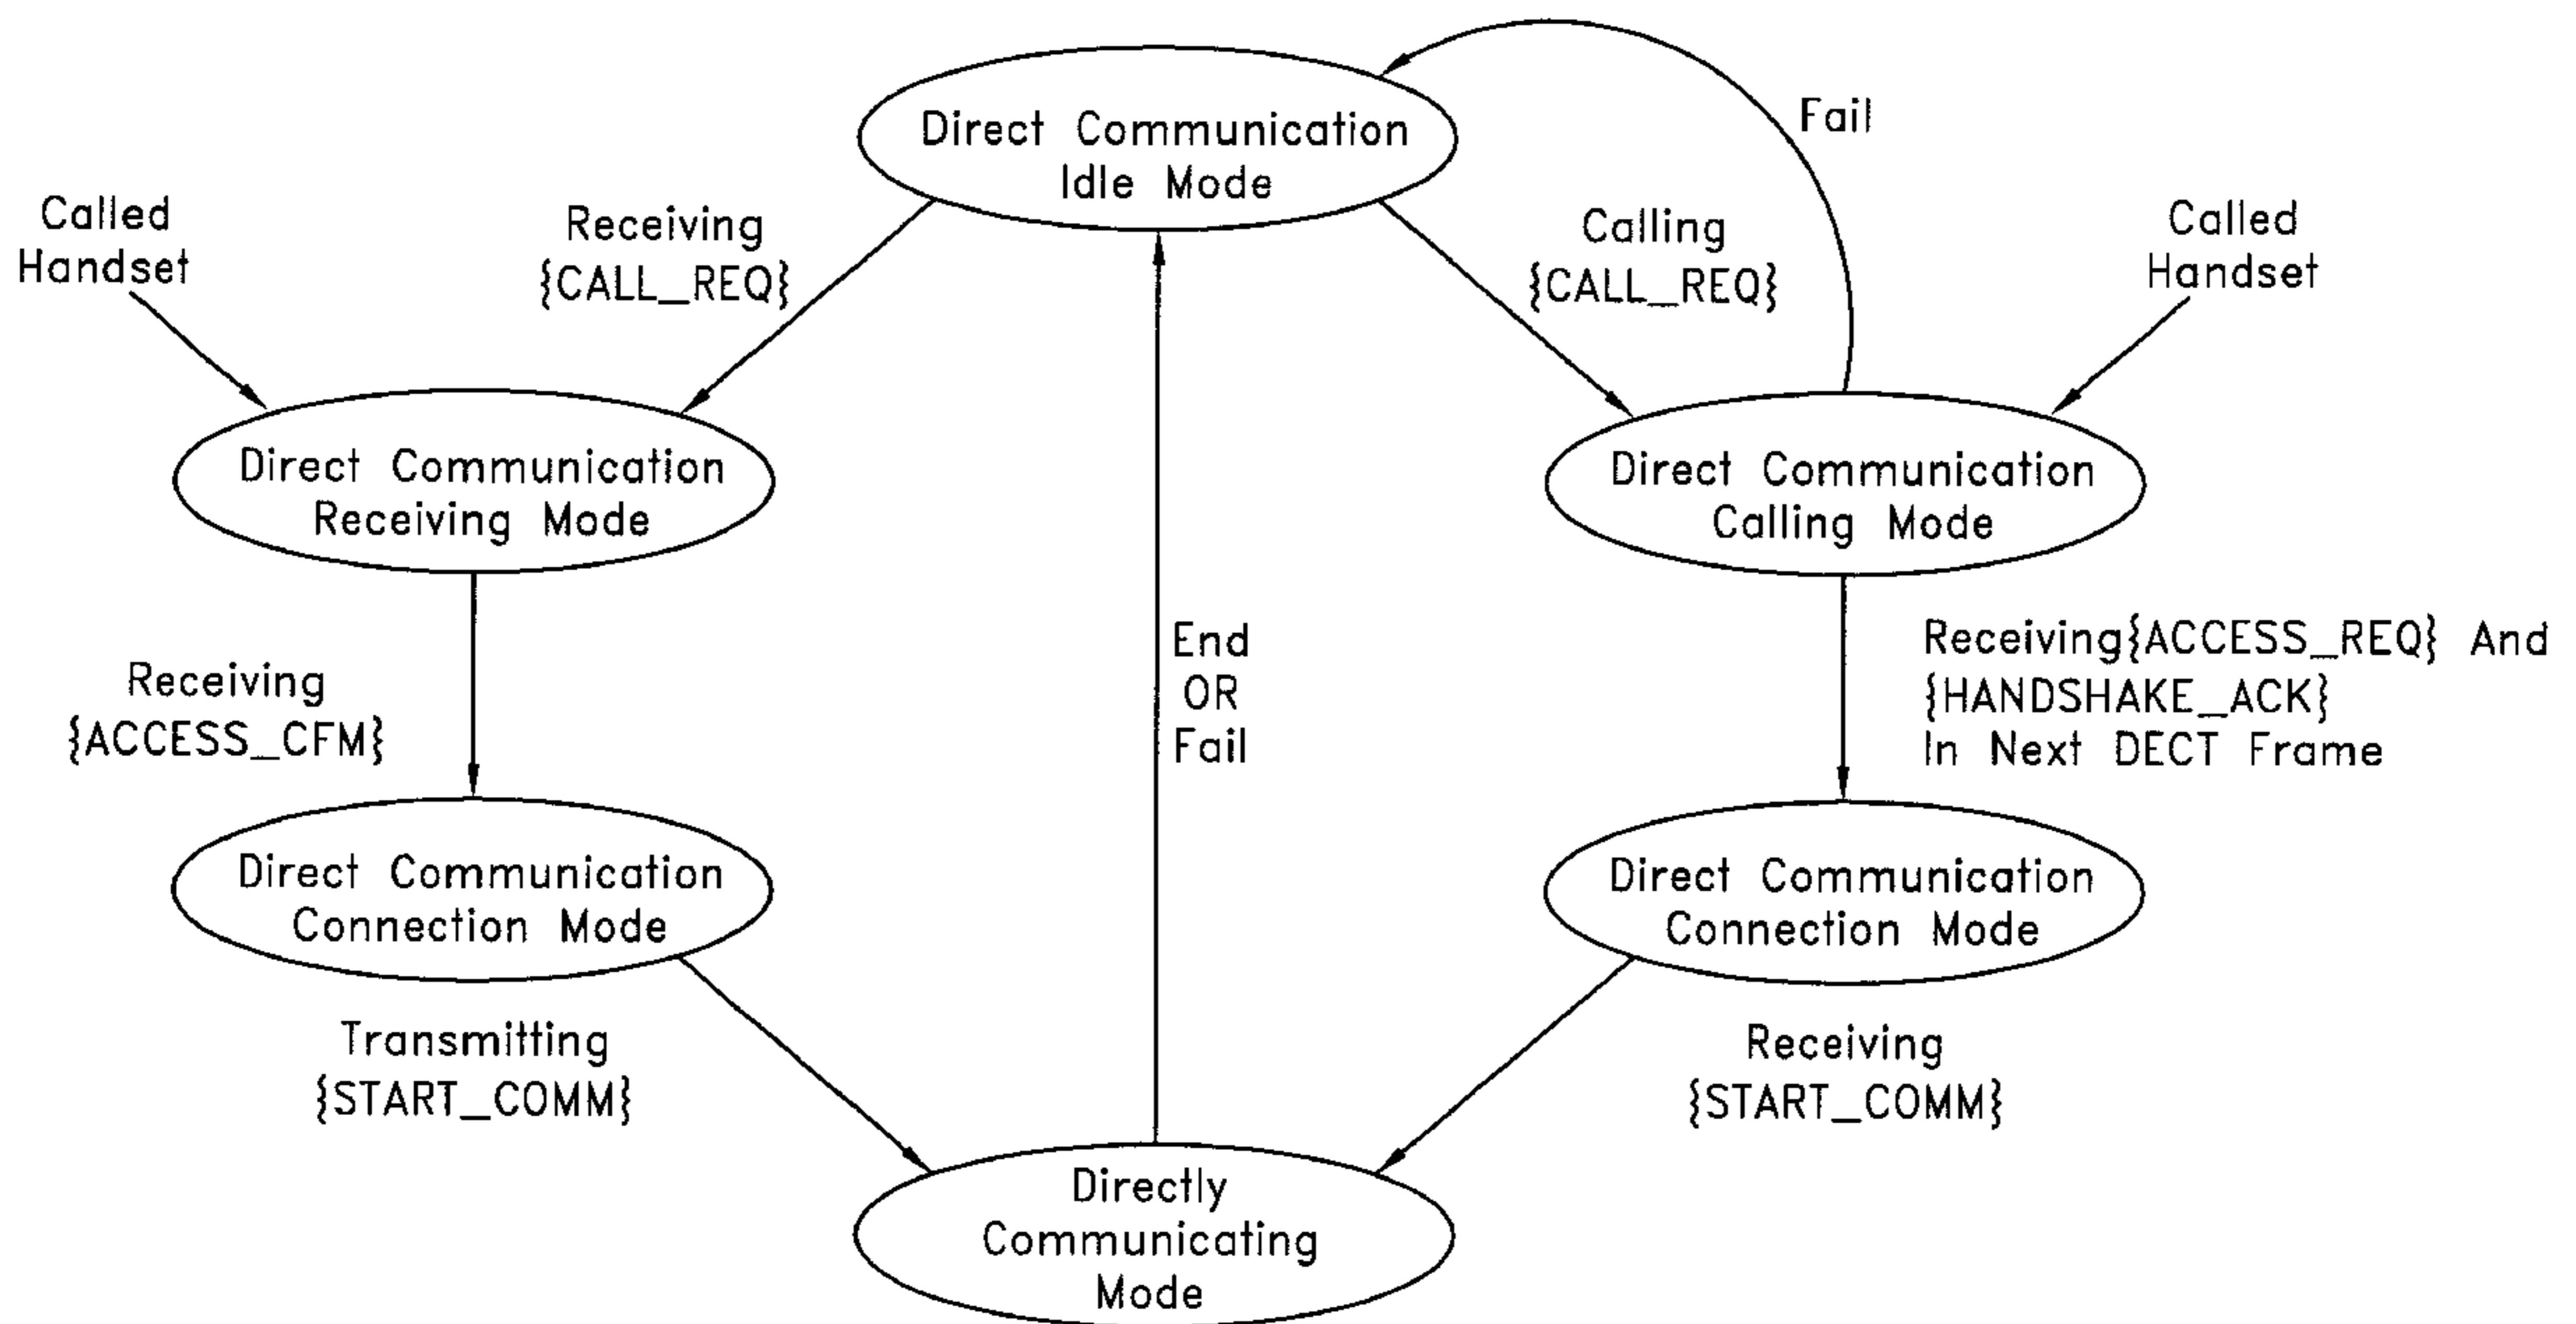 Direct Communication
Idle Mode
Fail
Called
Handset
Receiving
{CALL_REQ}
Calling
{CALL_REQ}
Called
Handset
Direct Communication
Receiving Mode
Direct Communication
Calling Mode
Receiving
{ACCESS_CFM}
End
OR
Fail
Receiving{ACCESS_REQ} And
{HANDSHAKE_ACK}
In Next DECT Frame
Direct Communication
Connection Mode
Direct Communication
Connection Mode
Transmitting
{START_COMM}
Receiving
{START_COMM}
Directly
Communicating
Mode